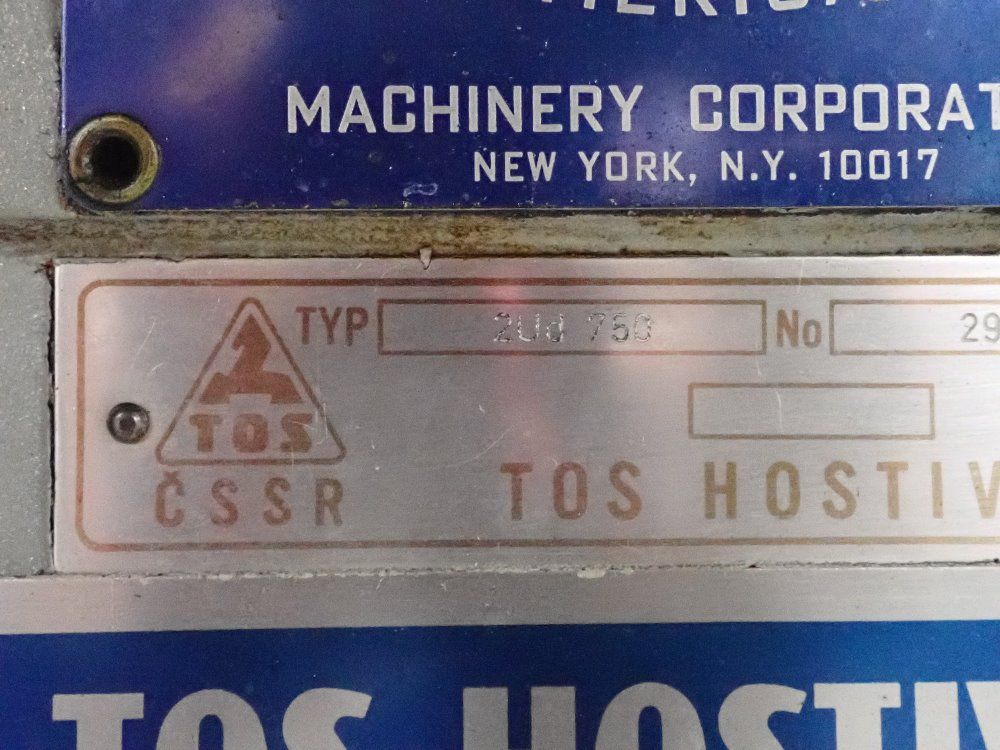 MACHINERY CORPORAT
NEW YORK, N.Y. 10017
TYP 2Ud 750 No 29
TOS
ČSSR TOS HOSTIV
TOS HOSTIV